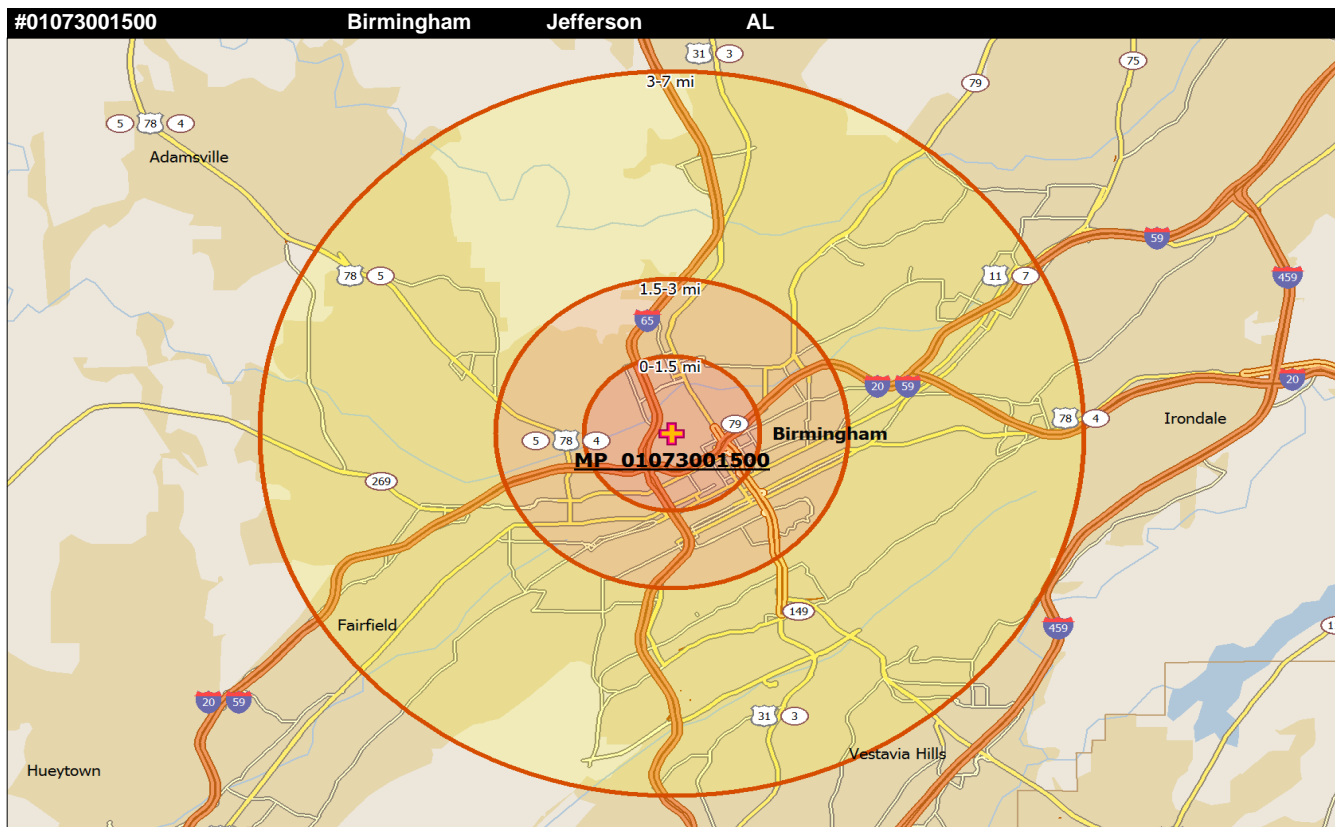 #01073001500 Birmingham Jefferson AL
31 3
75
3-7 mi
79
5 78 4
Adamsville
59
78 5
11 7
459
1.5-3 mi
65
0-1.5 mi
20 59
20
79
78 4
Irondale
5 78 4
Birmingham
MP_01073001500
269
149
Fairfield
459
1
20 59
31 3
Vestavia Hills
Hueytown